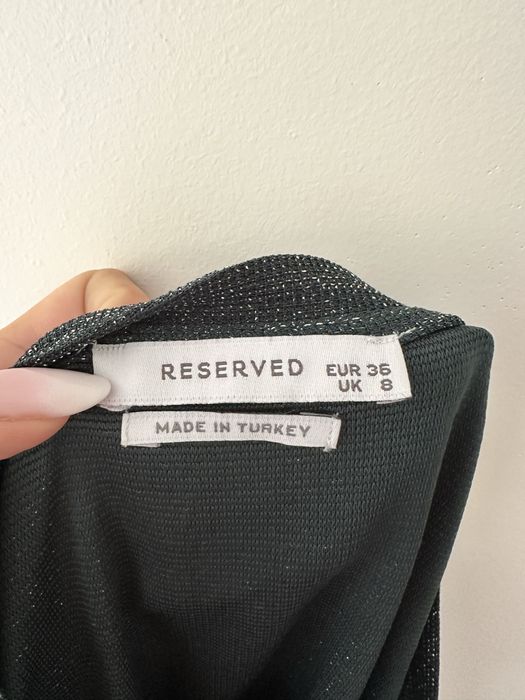 RESERVED
EUR 36
UK 8
MADE IN TURKEY